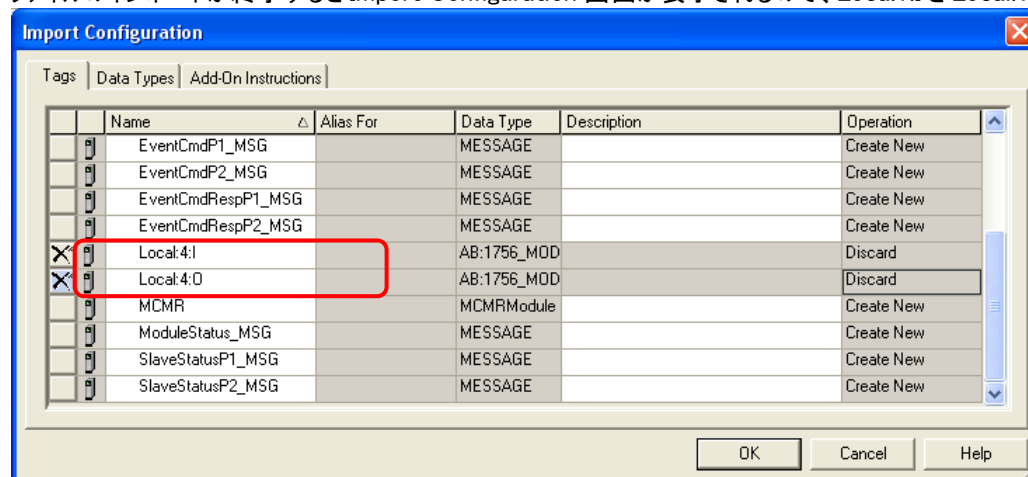 Import Configuration
Tags Data Types Add-On Instructions
Name Alias For Data Type Description Operation
EventCmdP1_MSG MESSAGE Create New
EventCmdP2_MSG MESSAGE Create New
EventCmdRespP1_MSG MESSAGE Create New
EventCmdRespP2_MSG MESSAGE Create New
Local:4:I AB:1756_MOD Discard
Local:4:O AB:1756_MOD Discard
MCMR MCMRModule Create New
ModuleStatus_MSG MESSAGE Create New
SlaveStatusP1_MSG MESSAGE Create New
SlaveStatusP2_MSG MESSAGE Create New
OK Cancel Help